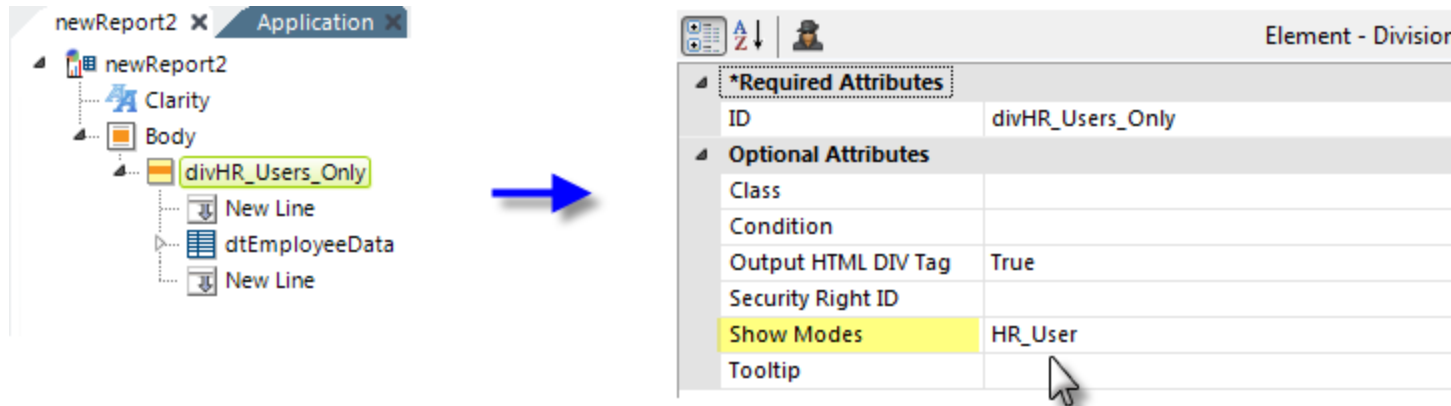 newReport2
Application
newReport2
Clarity
Body
divHR_Users_Only
New Line
dtEmployeeData
New Line
A
Z
Element - Division
*Required Attributes
ID divHR_Users_Only
Optional Attributes
Class
Condition
Output HTML DIV Tag True
Security Right ID
Show Modes HR_User
Tooltip